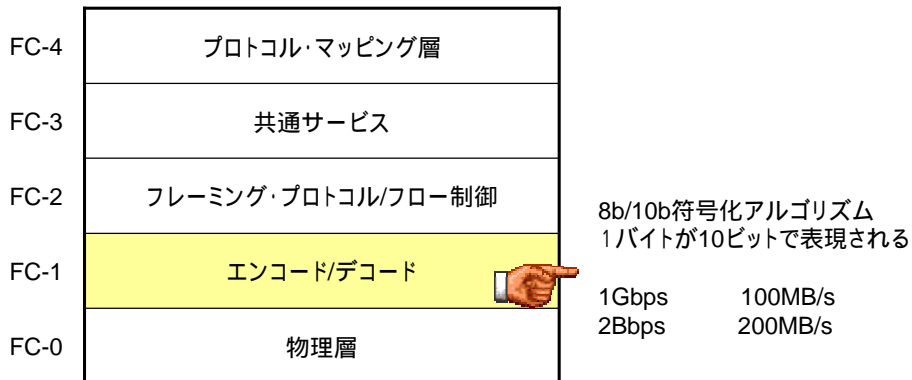 FC-4 プロトコル・マッピング層
FC-3 共通サービス
FC-2 フレーミング・プロトコル/フロー制御
8b/10b符号化アルゴリズム
1バイトが10ビットで表現される
FC-1 エンコード/デコード
1Gbps 100MB/s
2Bbps 200MB/s
FC-0 物理層